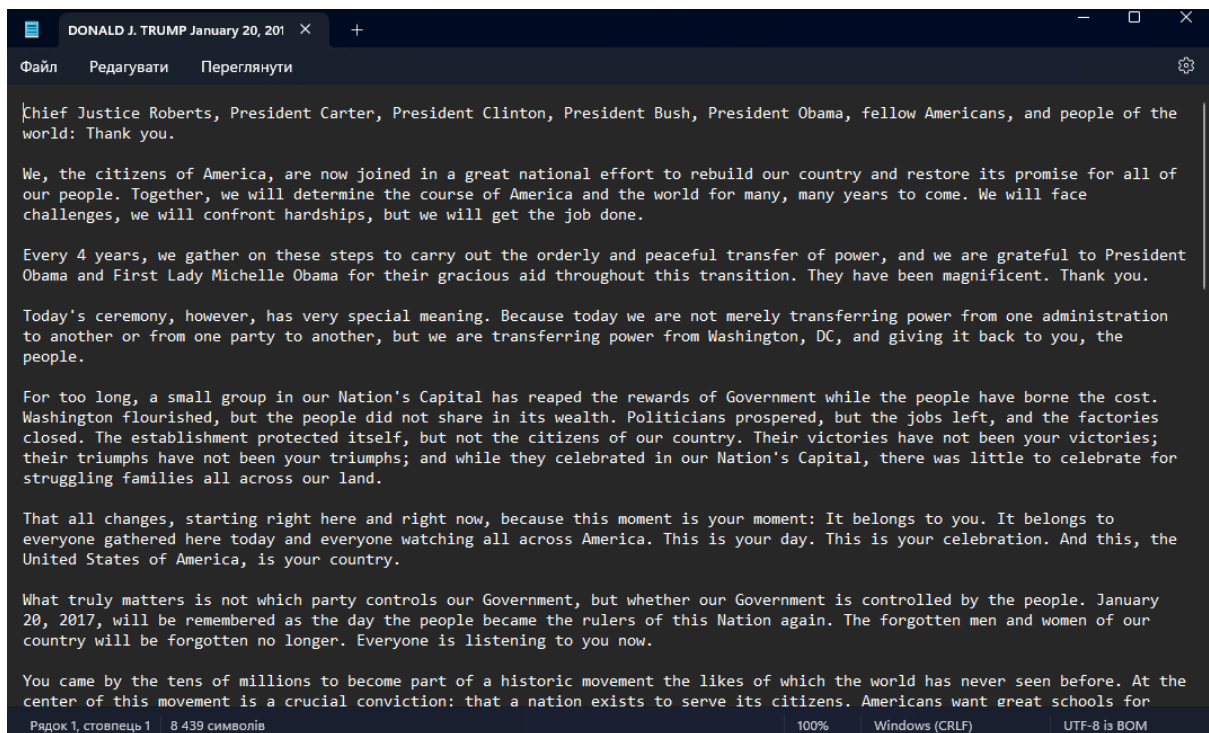 DONALD J. TRUMP January 20, 201
Файл Редагувати Переглянути
Chief Justice Roberts, President Carter, President Clinton, President Bush, President Obama, fellow Americans, and people of the
world: Thank you.
We, the citizens of America, are now joined in a great national effort to rebuild our country and restore its promise for all of
our people. Together, we will determine the course of America and the world for many, many years to come. We will face
challenges, we will confront hardships, but we will get the job done.
Every 4 years, we gather on these steps to carry out the orderly and peaceful transfer of power, and we are grateful to President
Obama and First Lady Michelle Obama for their gracious aid throughout this transition. They have been magnificent. Thank you.
Today's ceremony, however, has very special meaning. Because today we are not merely transferring power from one administration
to another or from one party to another, but we are transferring power from Washington, DC, and giving it back to you, the
people.
For too long, a small group in our Nation's Capital has reaped the rewards of Government while the people have borne the cost.
Washington flourished, but the people did not share in its wealth. Politicians prospered, but the jobs left, and the factories
closed. The establishment protected itself, but not the citizens of our country. Their victories have not been your victories;
their triumphs have not been your triumphs; and while they celebrated in our Nation's Capital, there was little to celebrate for
struggling families all across our land.
That all changes, starting right here and right now, because this moment is your moment: It belongs to you. It belongs to
everyone gathered here today and everyone watching all across America. This is your day. This is your celebration. And this, the
United States of America, is your country.
What truly matters is not which party controls our Government, but whether our Government is controlled by the people. January
20, 2017, will be remembered as the day the people became the rulers of this Nation again. The forgotten men and women of our
country will be forgotten no longer. Everyone is listening to you now.
You came by the tens of millions to become part of a historic movement the likes of which the world has never seen before. At the
center of this movement is a crucial conviction: that a nation exists to serve its citizens. Americans want great schools for
Рядок 1, стовпець 1 8 439 символів 100% Windows (CRLF) UTF-8 із BOM